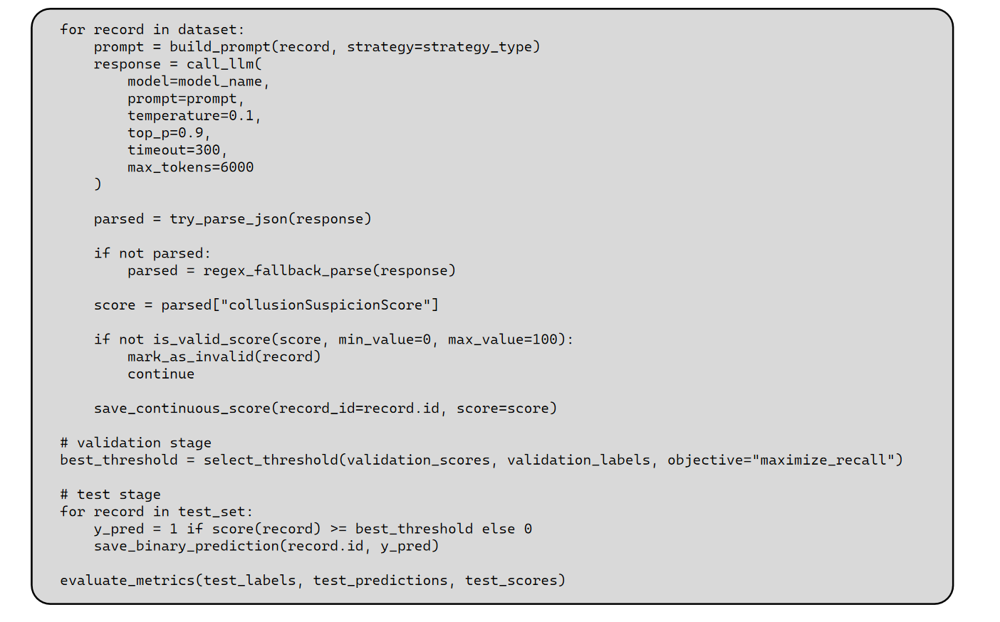 for record in dataset:
    prompt = build_prompt(record, strategy=strategy_type)
    response = call_llm(
        model=model_name,
        prompt=prompt,
        temperature=0.1,
        top_p=0.9,
        timeout=300,
        max_tokens=6000
    )

    parsed = try_parse_json(response)

    if not parsed:
        parsed = regex_fallback_parse(response)

    score = parsed["collusionSuspicionScore"]

    if not is_valid_score(score, min_value=0, max_value=100):
        mark_as_invalid(record)
        continue

    save_continuous_score(record_id=record.id, score=score)

# validation stage
best_threshold = select_threshold(validation_scores, validation_labels, objective="maximize_recall")

# test stage
for record in test_set:
    y_pred = 1 if score(record) >= best_threshold else 0
    save_binary_prediction(record.id, y_pred)

evaluate_metrics(test_labels, test_predictions, test_scores)